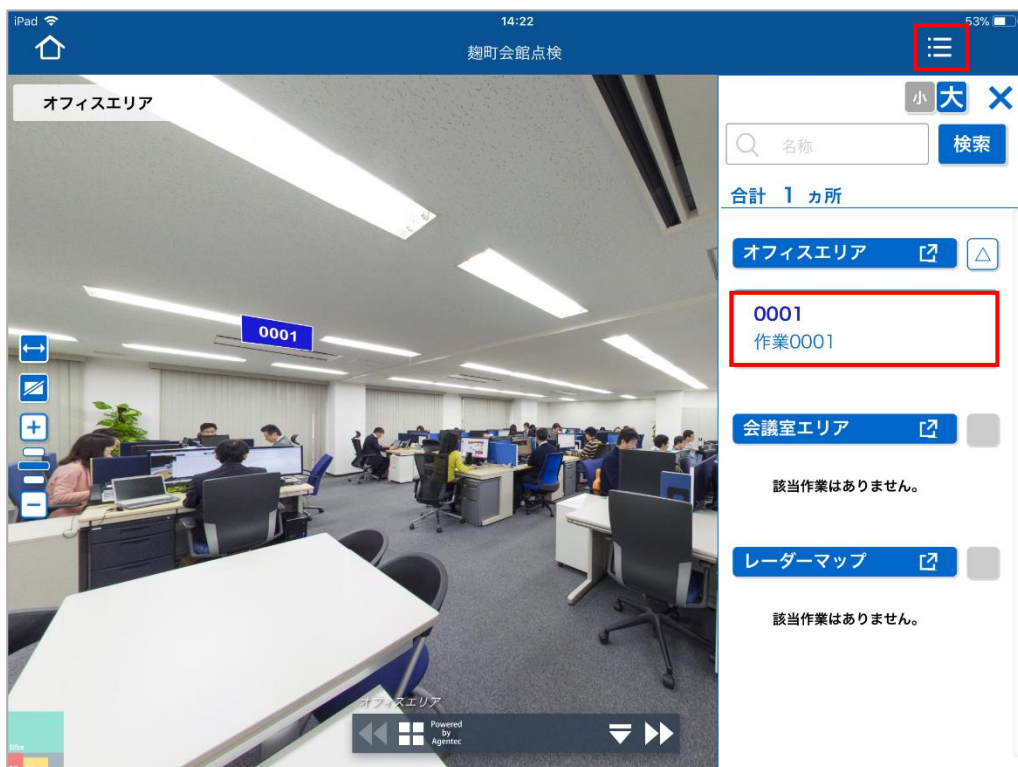 iPad 14:22 53%
麹町会館点検
オフィスエリア
小 大
名称 検索
合計 1 ヵ所
オフィスエリア
0001
作業0001
0001
会議室エリア
該当作業はありません。
レーダーマップ
該当作業はありません。
オフィスエリア
Powered
by
Agentec